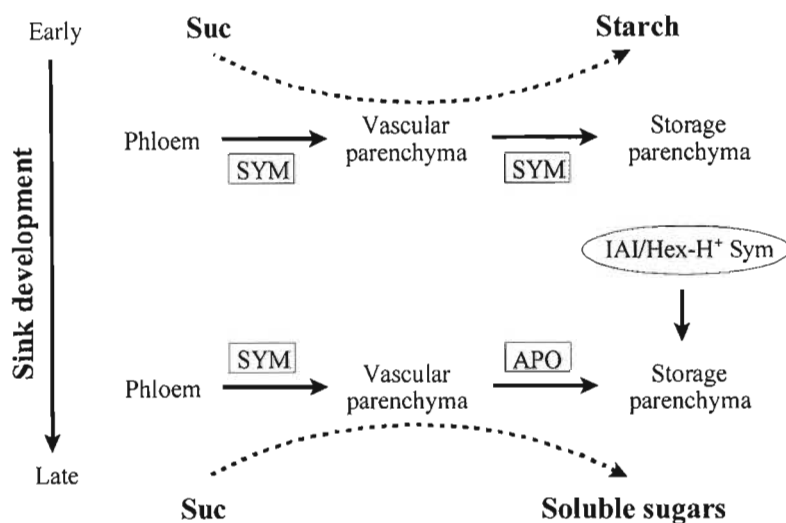 Early
Suc
Starch
Phloem
SYM
Vascular
parenchyma
SYM
Storage
parenchyma
Sink development
IAI/Hex-H⁺ Sym
Phloem
SYM
Vascular
parenchyma
APO
Storage
parenchyma
Late
Suc
Soluble sugars